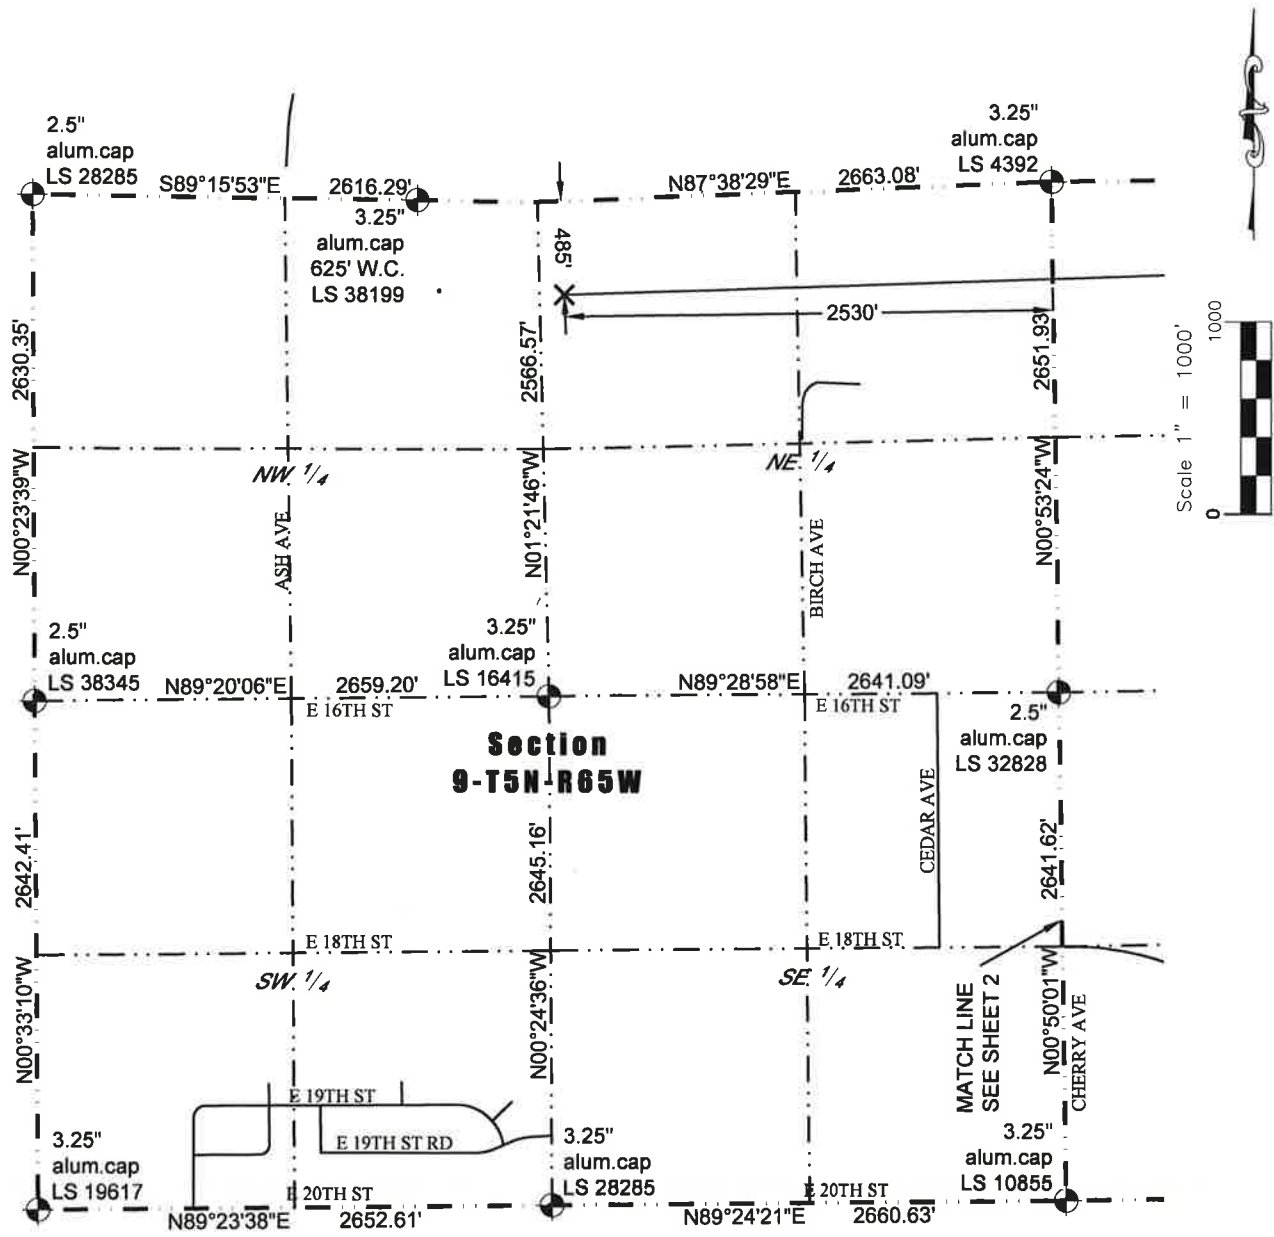 2.5"
alum.cap
LS 28285
S89°15'53"E
2616.29'
3.25"
alum.cap
625' W.C.
LS 38199
485'
N87°38'29"E
2663.08'
3.25"
alum.cap
LS 4392
2530'
2630.35'
2566.57'
2651.93'
Scale 1" = 1000'
1000
0
NW 1/4
NE 1/4
N00°23'39"W
ASH AVE
N01°21'46"W
BIRCH AVE
N00°53'24"W
2.5"
alum.cap
LS 38345
N89°20'06"E
2659.20'
E 16TH ST
3.25"
alum.cap
LS 16415
N89°28'58"E
2641.09'
E 16TH ST
2.5"
alum.cap
LS 32828
Section
9-T5N-R65W
CEDAR AVE
2642.41'
2645.16'
2641.62'
E 18TH ST
E 18TH ST
SW 1/4
SE 1/4
N00°33'10"W
N00°24'36"W
MATCH LINE
SEE SHEET 2
N00°50'01"W
CHERRY AVE
E 19TH ST
E 19TH ST RD
3.25"
alum.cap
LS 19617
3.25"
alum.cap
LS 28285
3.25"
alum.cap
LS 10855
E 20TH ST
E 20TH ST
N89°23'38"E
2652.61'
N89°24'21"E
2660.63'